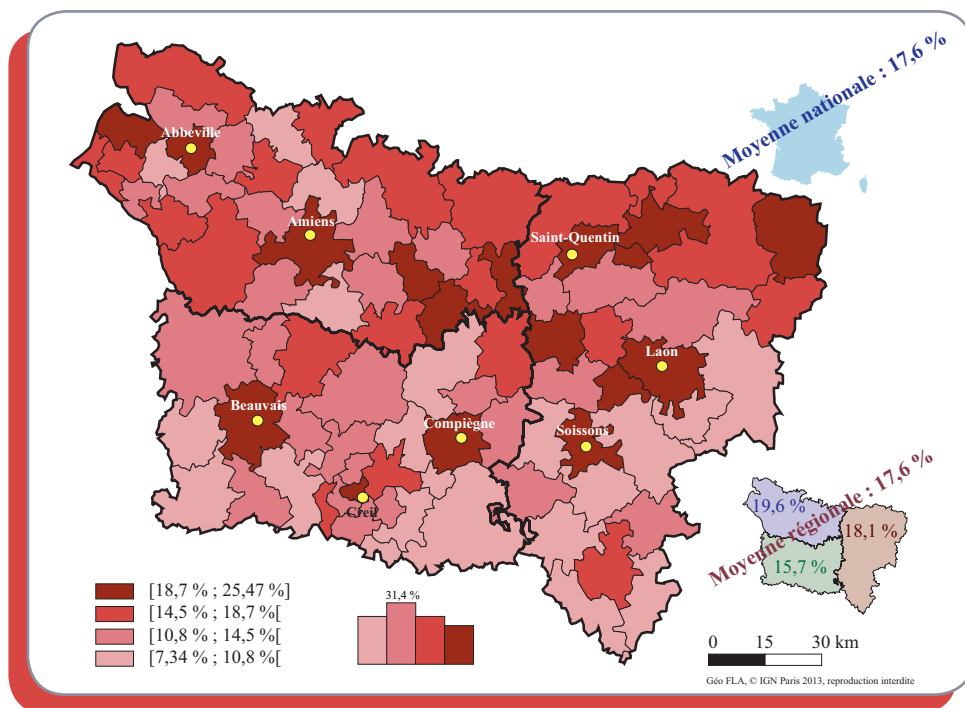 Moyenne nationale : 17,6 %
Abbeville
Amiens
Saint-Quentin
Laon
Beauvais
Compiègne
Soissons
Creil
19,6 %
18,1 %
15,7 %
Moyenne régionale : 17,6 %
[18,7 % ; 25,47 %]
[14,5 % ; 18,7 %[
[10,8 % ; 14,5 %[
[7,34 % ; 10,8 %[
31,4 %
0 15 30 km
Géo FLA, © IGN Paris 2013, reproduction interdite